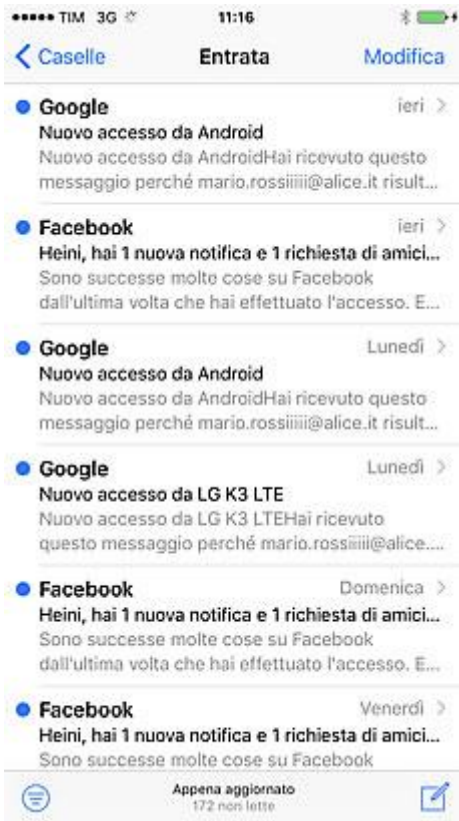 TIM 3G 11:16
Caselle Entrata Modifica
Google ieri
Nuovo accesso da Android
Nuovo accesso da AndroidHai ricevuto questo
messaggio perché mario.rossiiiii@alice.it risult...
Facebook ieri
Heini, hai 1 nuova notifica e 1 richiesta di amici...
Sono successe molte cose su Facebook
dall'ultima volta che hai effettuato l'accesso. E...
Google Lunedì
Nuovo accesso da Android
Nuovo accesso da AndroidHai ricevuto questo
messaggio perché mario.rossiiiii@alice.it risult...
Google Lunedì
Nuovo accesso da LG K3 LTE
Nuovo accesso da LG K3 LTEHai ricevuto
questo messaggio perché mario.rossiiiii@alice....
Facebook Domenica
Heini, hai 1 nuova notifica e 1 richiesta di amici...
Sono successe molte cose su Facebook
dall'ultima volta che hai effettuato l'accesso. E...
Facebook Venerdì
Heini, hai 1 nuova notifica e 1 richiesta di amici...
Sono successe molte cose su Facebook
Appena aggiornato
172 non lette